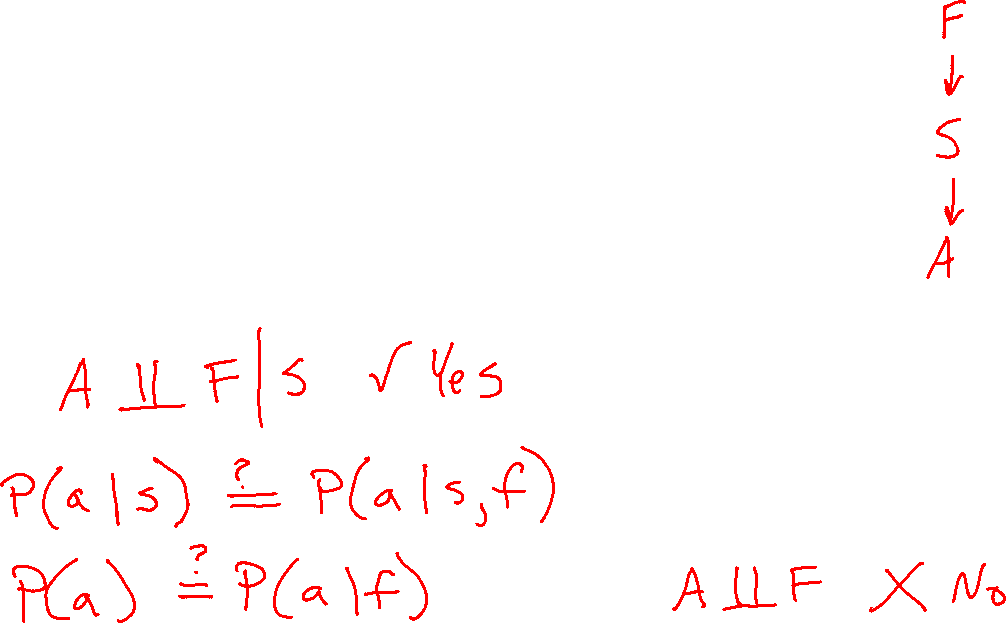 F
↓
S
↓
A
A ⫫ F | S ✓ Yes
P(a|s) ≟ P(a|s,f)
P(a) ≟ P(a|f)
A ⫫ F X No